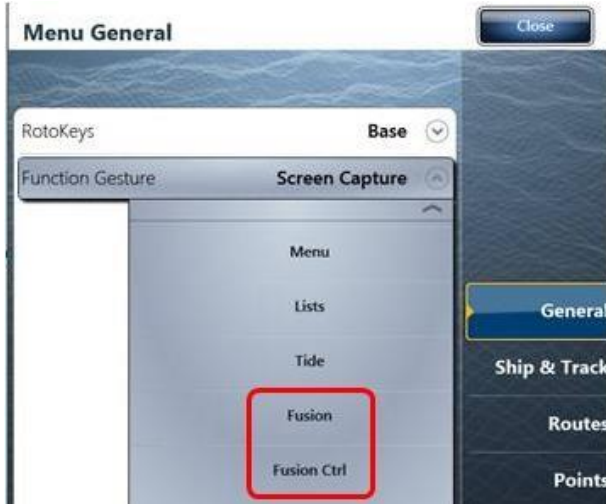 Menu General
Close
RotoKeys Base
Function Gesture Screen Capture
Menu
Lists
Tide
General
Ship & Track
Fusion
Routes
Fusion Ctrl
Points